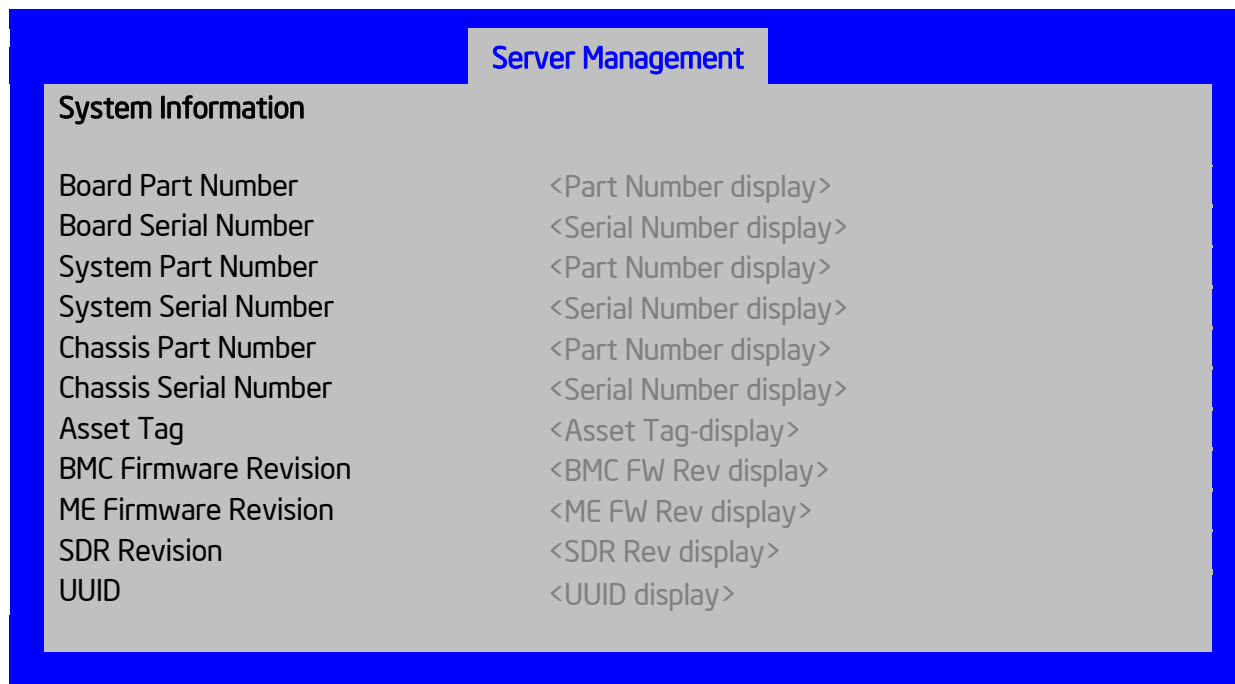 Server Management
System Information
Board Part Number <Part Number display>
Board Serial Number <Serial Number display>
System Part Number <Part Number display>
System Serial Number <Serial Number display>
Chassis Part Number <Part Number display>
Chassis Serial Number <Serial Number display>
Asset Tag <Asset Tag-display>
BMC Firmware Revision <BMC FW Rev display>
ME Firmware Revision <ME FW Rev display>
SDR Revision <SDR Rev display>
UUID <UUID display>